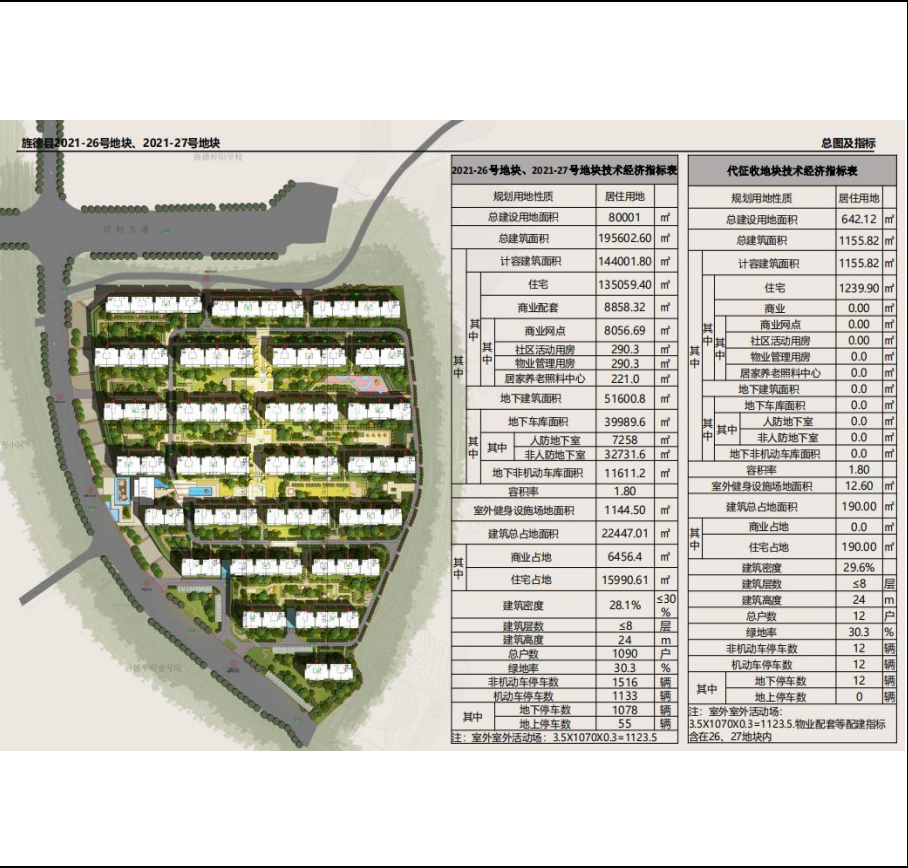 旌德县2021-26号地块、2021-27号地块
总图及指标
2021-26号地块、2021-27号地块技术经济指标表
规划用地性质 居住用地
总建设用地面积 80001 ㎡
总建筑面积 195602.60 ㎡
计容建筑面积 144001.80 ㎡
其中
住宅 135059.40 ㎡
商业配套 8858.32 ㎡
其中
商业网点 8056.69 ㎡
其中
社区活动用房 290.3 ㎡
物业管理用房 290.3 ㎡
居家养老照料中心 221.0 ㎡
地下建筑面积 51600.8 ㎡
地下车库面积 39989.6 ㎡
其中
其中
人防地下室 7258 ㎡
非人防地下室 32731.6 ㎡
地下非机动车库面积 11611.2 ㎡
容积率 1.80
室外健身设施场地面积 1144.50 ㎡
建筑总占地面积 22447.01 ㎡
其中
商业占地 6456.4 ㎡
住宅占地 15990.61 ㎡
建筑密度 28.1% ≤30%
建筑层数 ≤8 层
建筑高度 24 m
总户数 1090 户
绿地率 30.3 %
非机动车停车数 1516 辆
机动车停车数 1133 辆
其中
地下停车数 1078 辆
地上停车数 55 辆
注：室外室外活动场：3.5X1070X0.3=1123.5
代征收地块技术经济指标表
规划用地性质 居住用地
总建设用地面积 642.12 ㎡
总建筑面积 1155.82 ㎡
计容建筑面积 1155.82 ㎡
其中
住宅 1239.90 ㎡
商业 0.00 ㎡
其中
其中
商业网点 0.00 ㎡
社区活动用房 0.00 ㎡
物业管理用房 0.0 ㎡
居家养老照料中心 0.0 ㎡
地下建筑面积 0.0 ㎡
地下车库面积 0.0 ㎡
其中
其中
人防地下室 0.0 ㎡
非人防地下室 0.0 ㎡
地下非机动车库面积 0.0 ㎡
容积率 1.80
室外健身设施场地面积 12.60 ㎡
建筑总占地面积 190.00 ㎡
其中
商业占地 0.0 ㎡
住宅占地 190.00 ㎡
建筑密度 29.6%
建筑层数 ≤8 层
建筑高度 24 m
总户数 12 户
绿地率 30.3 %
非机动车停车数 12 辆
机动车停车数 12 辆
其中
地下停车数 12 辆
地上停车数 0 辆
注：室外室外活动场:
3.5X1070X0.3=1123.5.物业配套等配建指标
含在26、27地块内